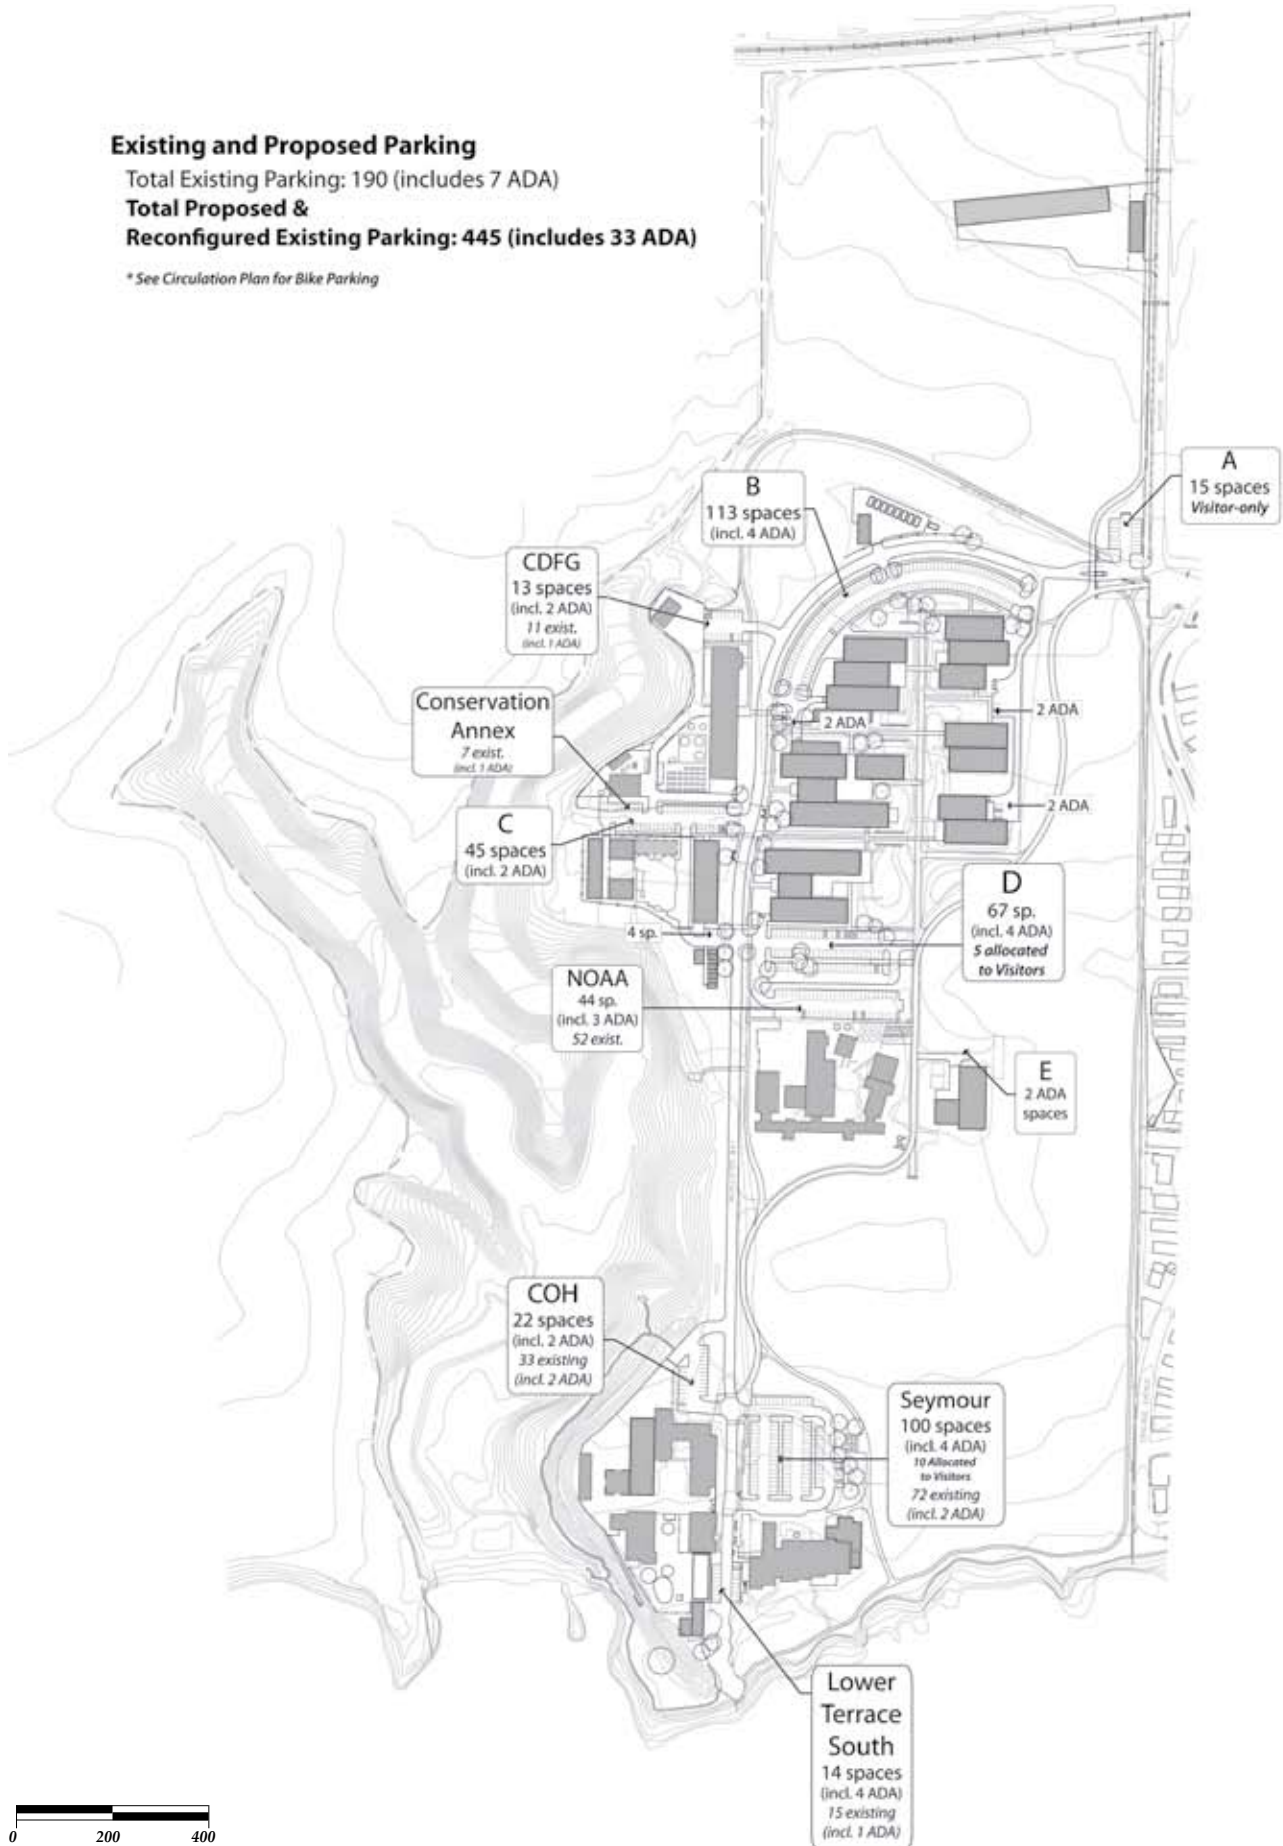 Existing and Proposed Parking
Total Existing Parking: 190 (includes 7 ADA)
Total Proposed &
Reconfigured Existing Parking: 445 (includes 33 ADA)
* See Circulation Plan for Bike Parking
A
15 spaces
Visitor-only
B
113 spaces
(incl. 4 ADA)
CDFG
13 spaces
(incl. 2 ADA)
11 exist.
(incl. 1 ADA)
Conservation
Annex
7 exist.
(incl. 1 ADA)
2 ADA
2 ADA
2 ADA
C
45 spaces
(incl. 2 ADA)
D
67 sp.
(incl. 4 ADA)
5 allocated
to Visitors
4 sp.
NOAA
44 sp.
(incl. 3 ADA)
52 exist.
E
2 ADA
spaces
COH
22 spaces
(incl. 2 ADA)
33 existing
(incl. 2 ADA)
Seymour
100 spaces
(incl. 4 ADA)
10 Allocated
to Visitors
72 existing
(incl. 2 ADA)
Lower
Terrace
South
14 spaces
(incl. 4 ADA)
15 existing
(incl. 1 ADA)
0 200 400